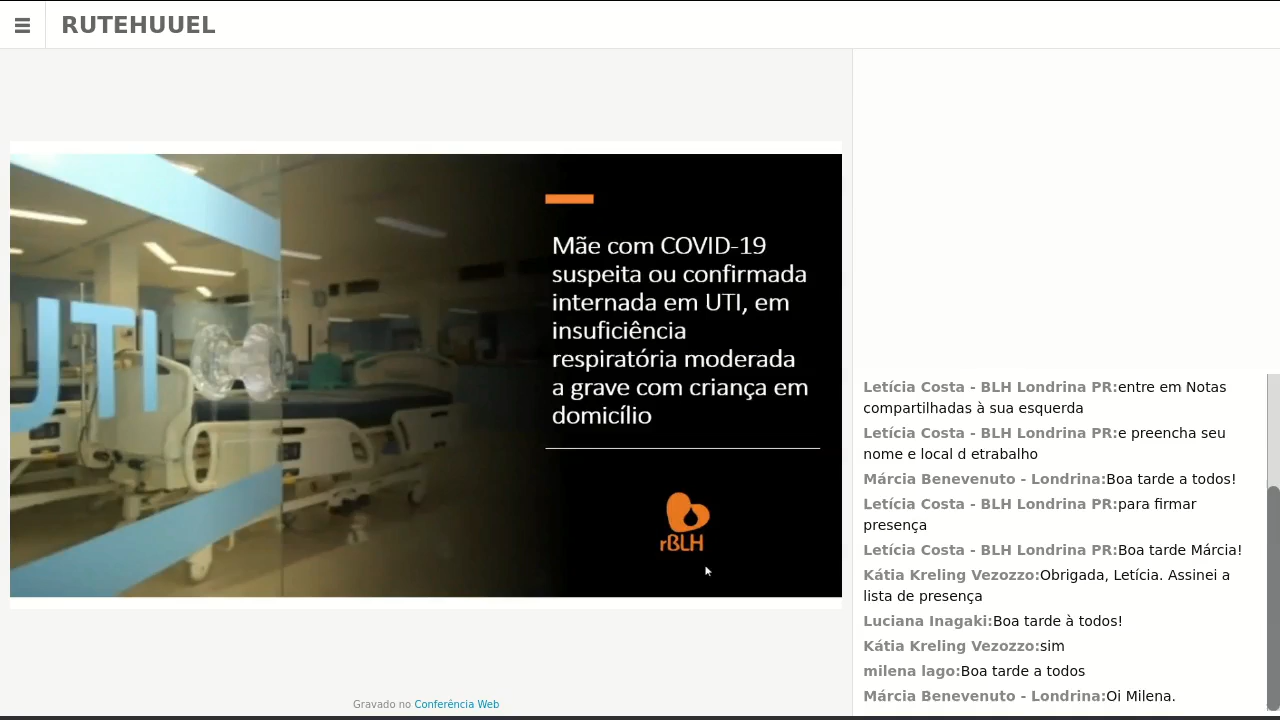 RUTEHUUEL
UTI
Mãe com COVID-19
suspeita ou confirmada
internada em UTI, em
insuficiência
respiratória moderada
a grave com criança em
domicílio
rBLH
Gravado no Conferência Web
Letícia Costa - BLH Londrina PR:entre em Notas
compartilhadas à sua esquerda
Letícia Costa - BLH Londrina PR:e preencha seu
nome e local d etrabalho
Márcia Benevenuto - Londrina:Boa tarde a todos!
Letícia Costa - BLH Londrina PR:para firmar
presença
Letícia Costa - BLH Londrina PR:Boa tarde Márcia!
Kátia Kreling Vezozzo:Obrigada, Letícia. Assinei a
lista de presença
Luciana Inagaki:Boa tarde à todos!
Kátia Kreling Vezozzo:sim
milena lago:Boa tarde a todos
Márcia Benevenuto - Londrina:Oi Milena.